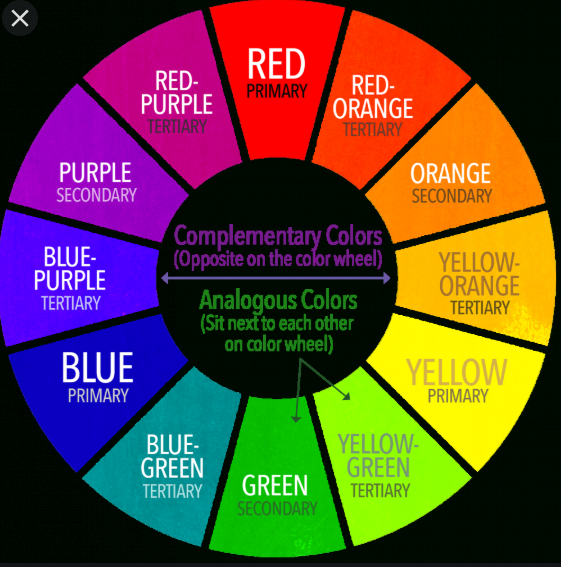 RED
PRIMARY
RED-
ORANGE
TERTIARY
ORANGE
SECONDARY
YELLOW-
ORANGE
TERTIARY
YELLOW
PRIMARY
YELLOW-
GREEN
TERTIARY
GREEN
SECONDARY
BLUE-
GREEN
TERTIARY
BLUE
PRIMARY
BLUE-
PURPLE
TERTIARY
PURPLE
SECONDARY
RED-
PURPLE
TERTIARY
Complementary Colors
(Opposite on the color wheel)
Analogous Colors
(Sit next to each other
on color wheel)